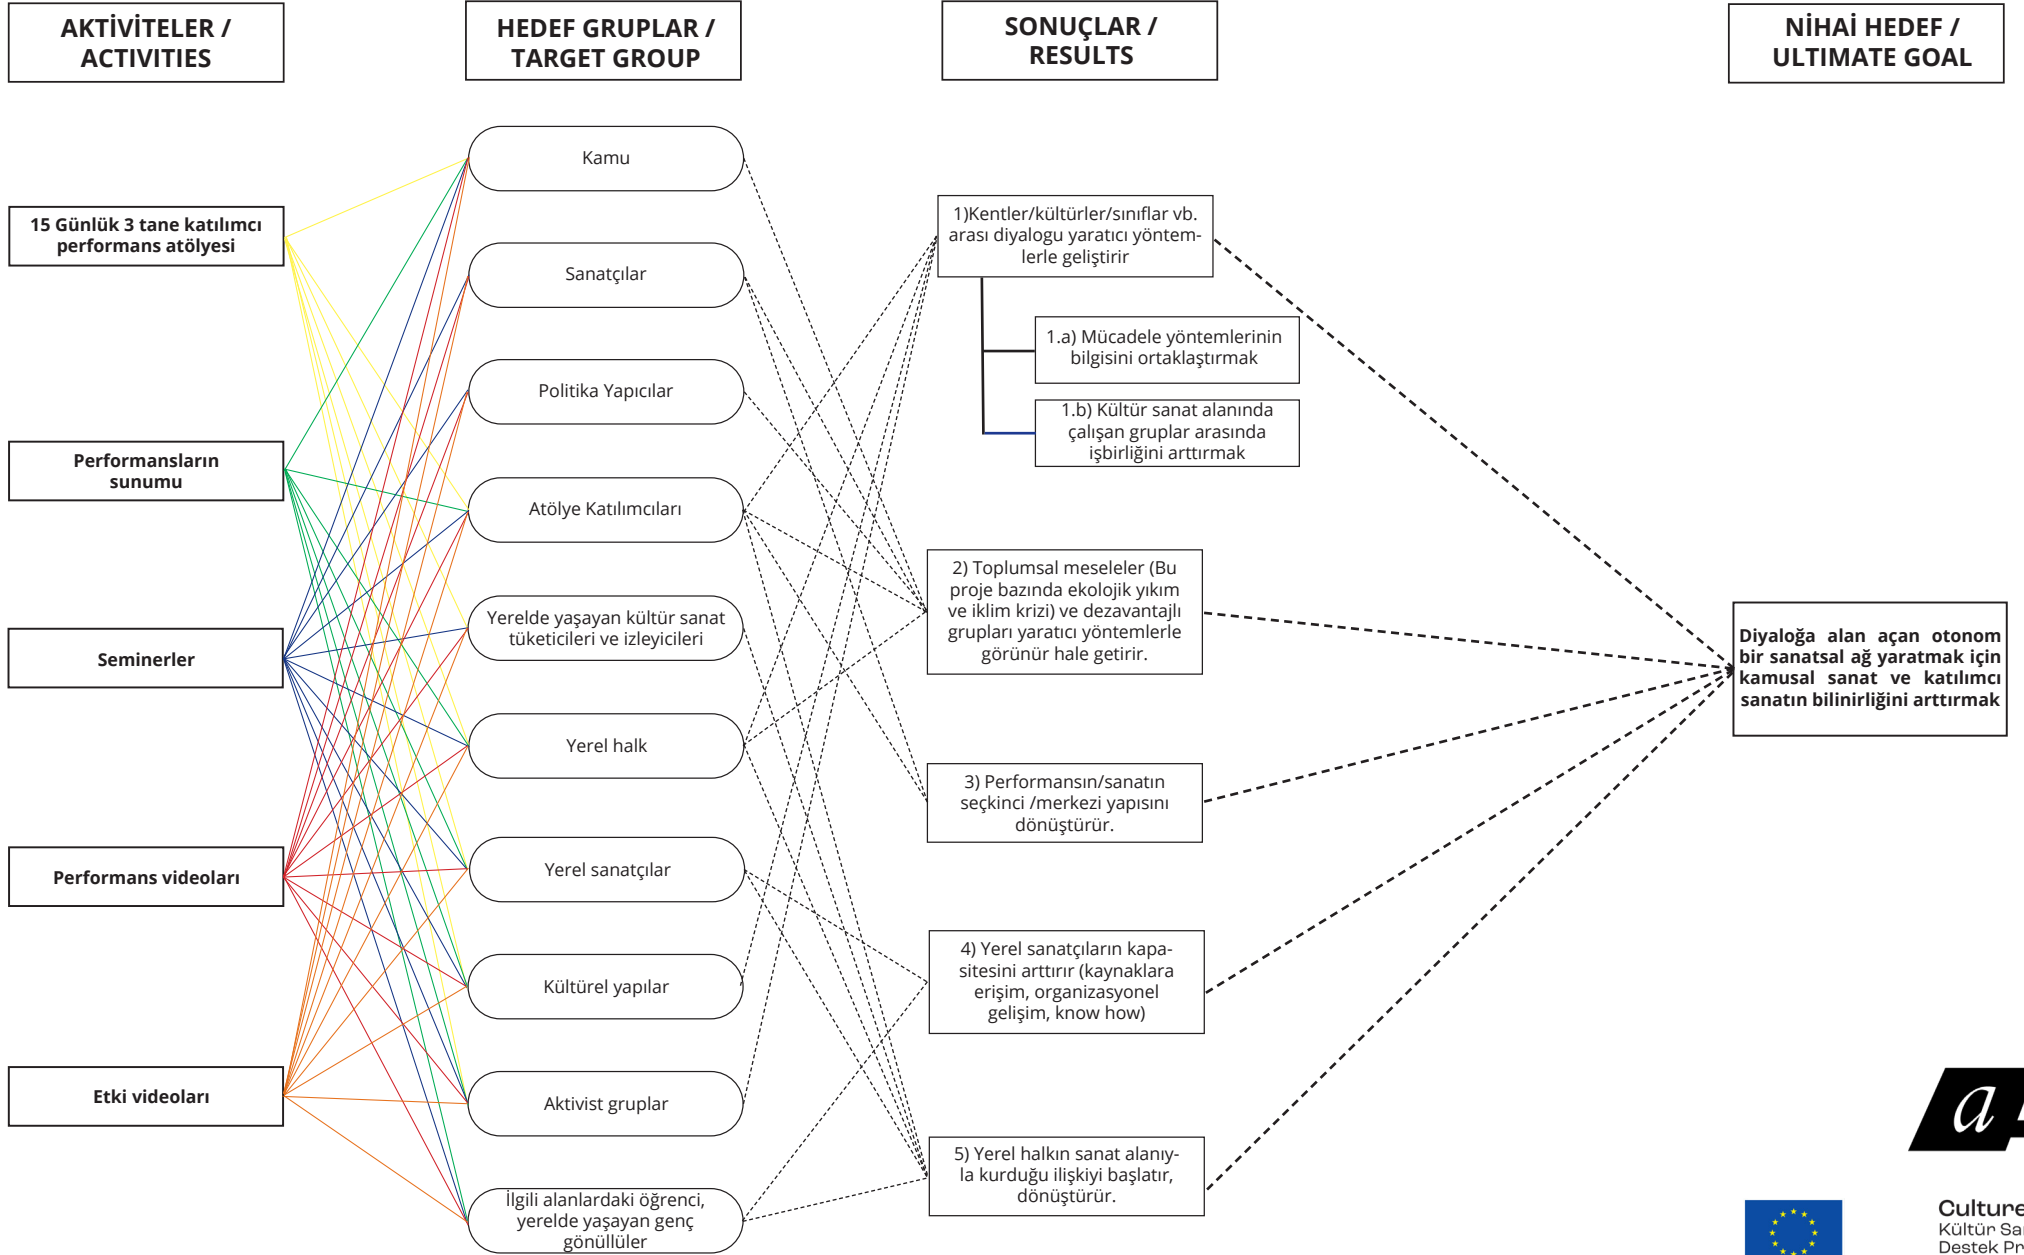 AKTİVİTELER /
ACTIVITIES
HEDEF GRUPLAR /
TARGET GROUP
SONUÇLAR /
RESULTS
NİHAİ HEDEF /
ULTIMATE GOAL
15 Günlük 3 tane katılımcı
performans atölyesi
Performansların
sunumu
Seminerler
Performans videoları
Etki videoları
Kamu
Sanatçılar
Politika Yapıcılar
Atölye Katılımcıları
Yerelde yaşayan kültür sanat
tüketicileri ve izleyicileri
Yerel halk
Yerel sanatçılar
Kültürel yapılar
Aktivist gruplar
İlgili alanlardaki öğrenci,
yerelde yaşayan genç
gönüllüler
1)Kentler/kültürler/sınıflar vb.
arası diyalogu yaratıcı yöntem-
lerle geliştirir
1.a) Mücadele yöntemlerinin
bilgisini ortaklaştırmak
1.b) Kültür sanat alanında
çalışan gruplar arasında
işbirliğini arttırmak
2) Toplumsal meseleler (Bu
proje bazında ekolojik yıkım
ve iklim krizi) ve dezavantajlı
grupları yaratıcı yöntemlerle
görünür hale getirir.
3) Performansın/sanatın
seçkinci /merkezi yapısını
dönüştürür.
4) Yerel sanatçıların kapa-
sitesini arttırır (kaynaklara
erişim, organizasyonel
gelişim, know how)
5) Yerel halkın sanat alanıy-
la kurduğu ilişkiyi başlatır,
dönüştürür.
Diyaloğa alan açan otonom
bir sanatsal ağ yaratmak için
kamusal sanat ve katılımcı
sanatın bilinirliğini arttırmak
a
Culture
Kültür Sa
Destek Pr